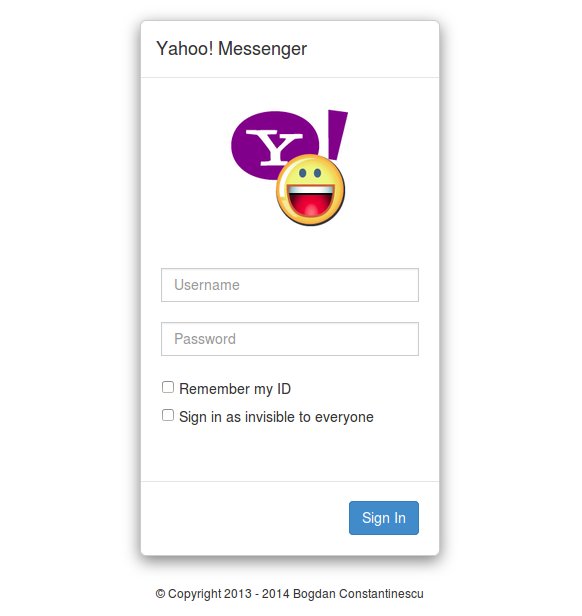 Yahoo! Messenger
Y!
Username
Password
Remember my ID
Sign in as invisible to everyone
Sign In
© Copyright 2013 - 2014 Bogdan Constantinescu